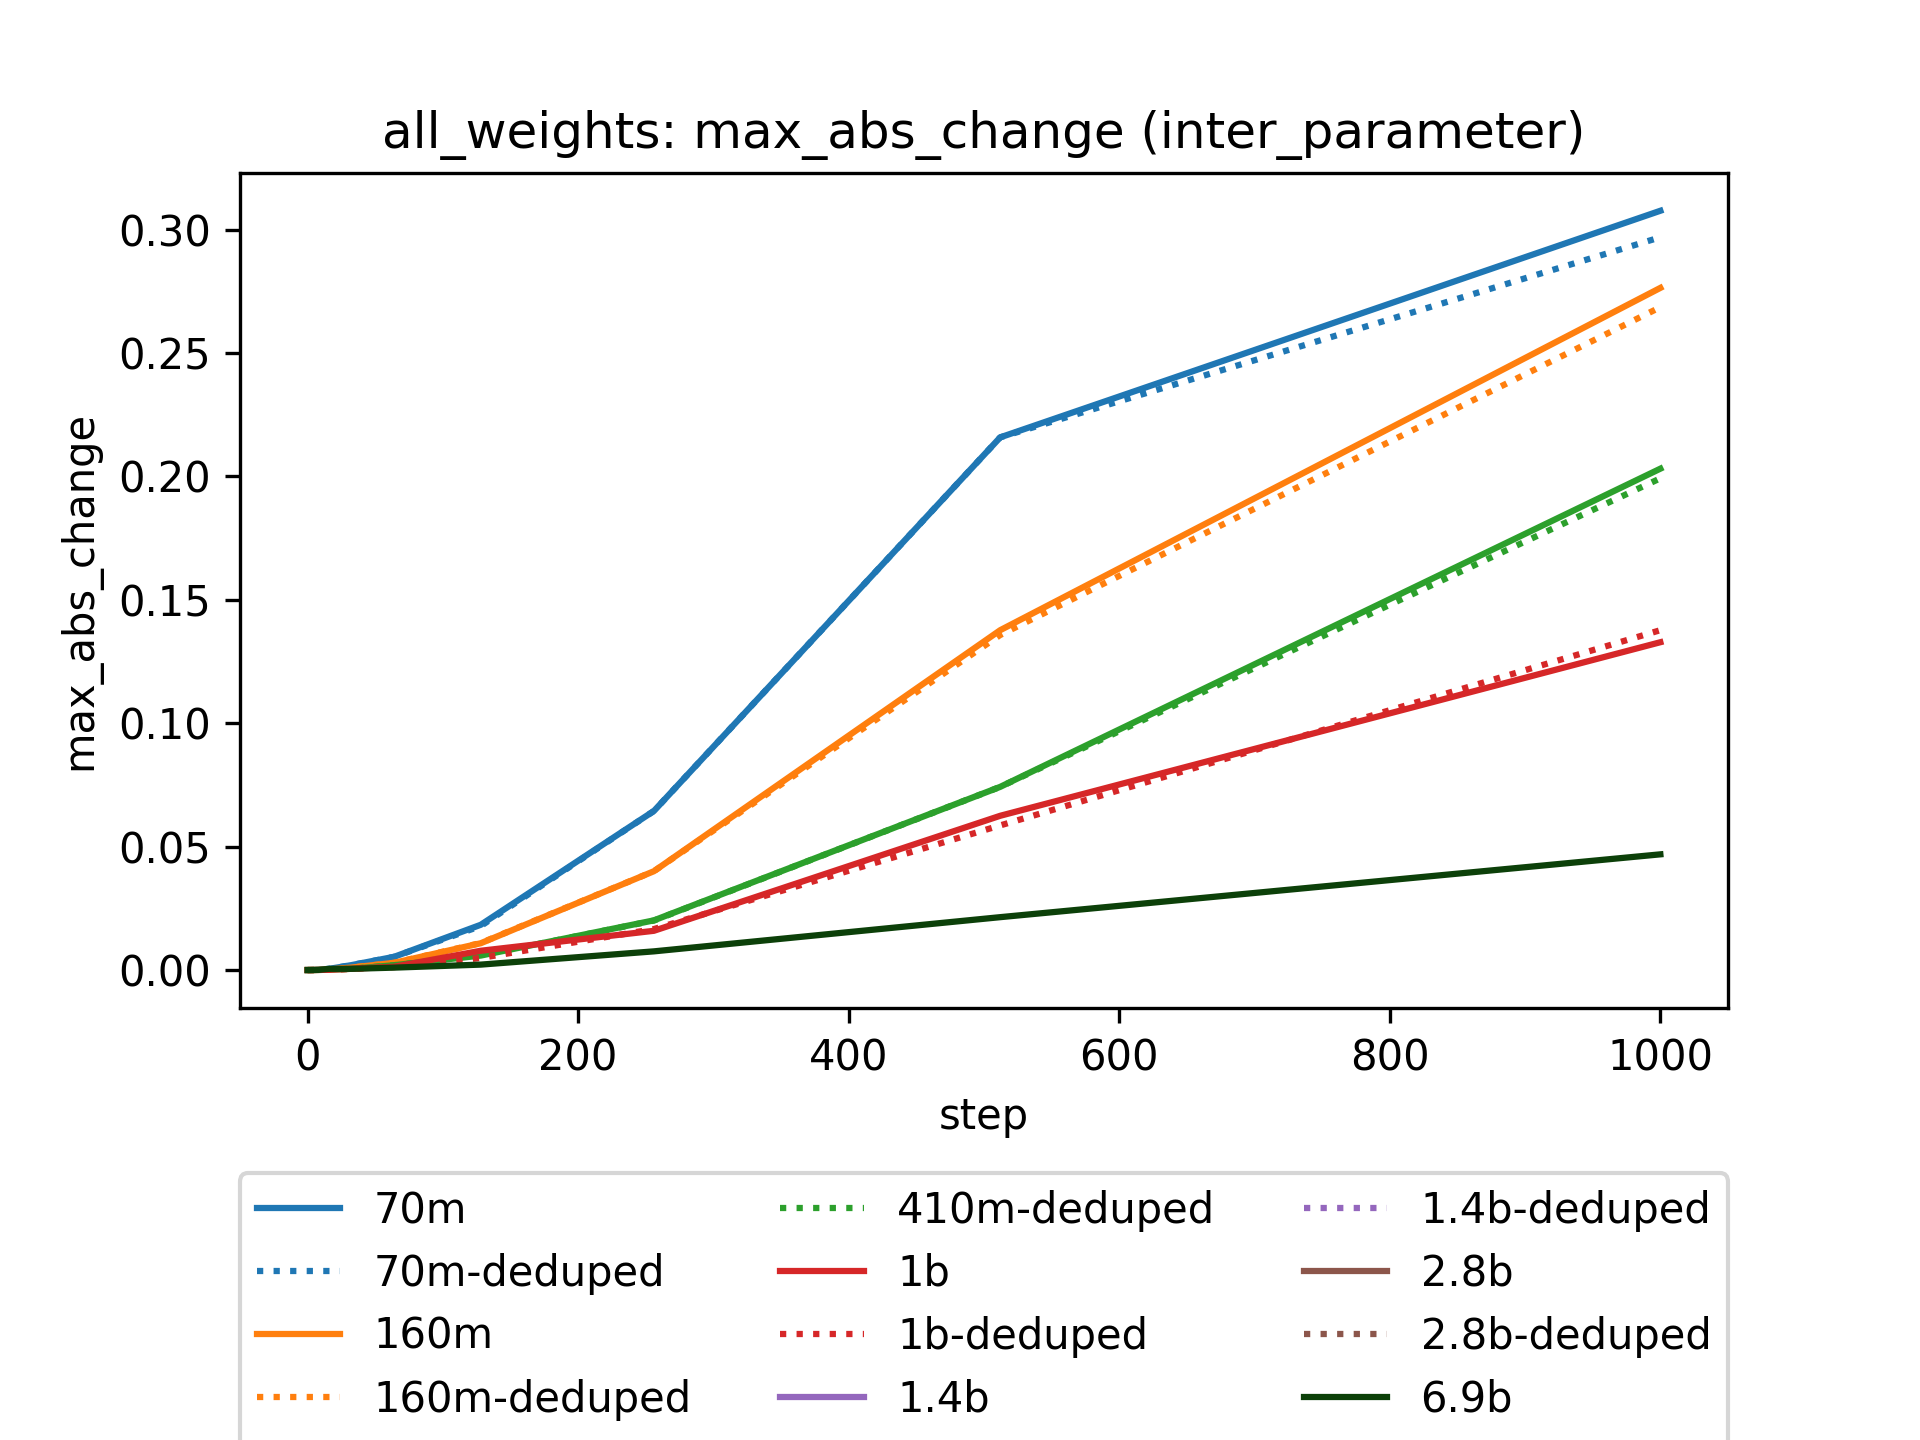 all_weights: max_abs_change (inter_parameter)
max_abs_change
0.30
0.25
0.20
0.15
0.10
0.05
0.00
0 200 400 600 800 1000
step
70m 410m-deduped 1.4b-deduped
70m-deduped 1b 2.8b
160m 1b-deduped 2.8b-deduped
160m-deduped 1.4b 6.9b